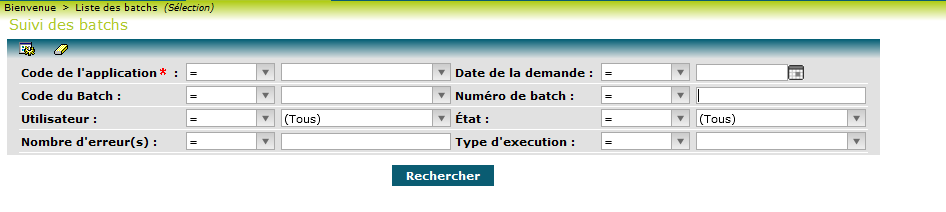 Bienvenue > Liste des batchs (Sélection)
Suivi des batchs
Code de l'application * : = Date de la demande : =
Code du Batch : = Numéro de batch : =
Utilisateur : = (Tous) État : = (Tous)
Nombre d'erreur(s) : = Type d'execution : =
Rechercher